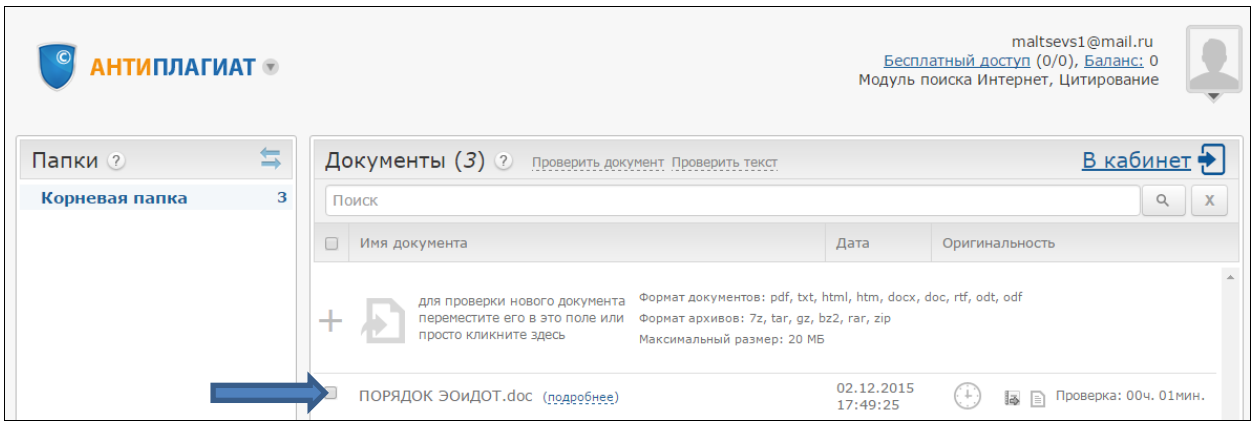 АНТИПЛАГИАТ
maltsevs1@mail.ru
Бесплатный доступ (0/0), Баланс: 0
Модуль поиска Интернет, Цитирование
Папки ?
Корневая папка 3
Документы (3) ? Проверить документ Проверить текст В кабинет
Поиск X
Имя документа Дата Оригинальность
для проверки нового документа
переместите его в это поле или
просто кликните здесь
Формат документов: pdf, txt, html, htm, docx, doc, rtf, odt, odf
Формат архивов: 7z, tar, gz, bz2, rar, zip
Максимальный размер: 20 МБ
ПОРЯДОК ЭОиДОТ.doc (подробнее) 02.12.2015 17:49:25 Проверка: 00ч. 01мин.